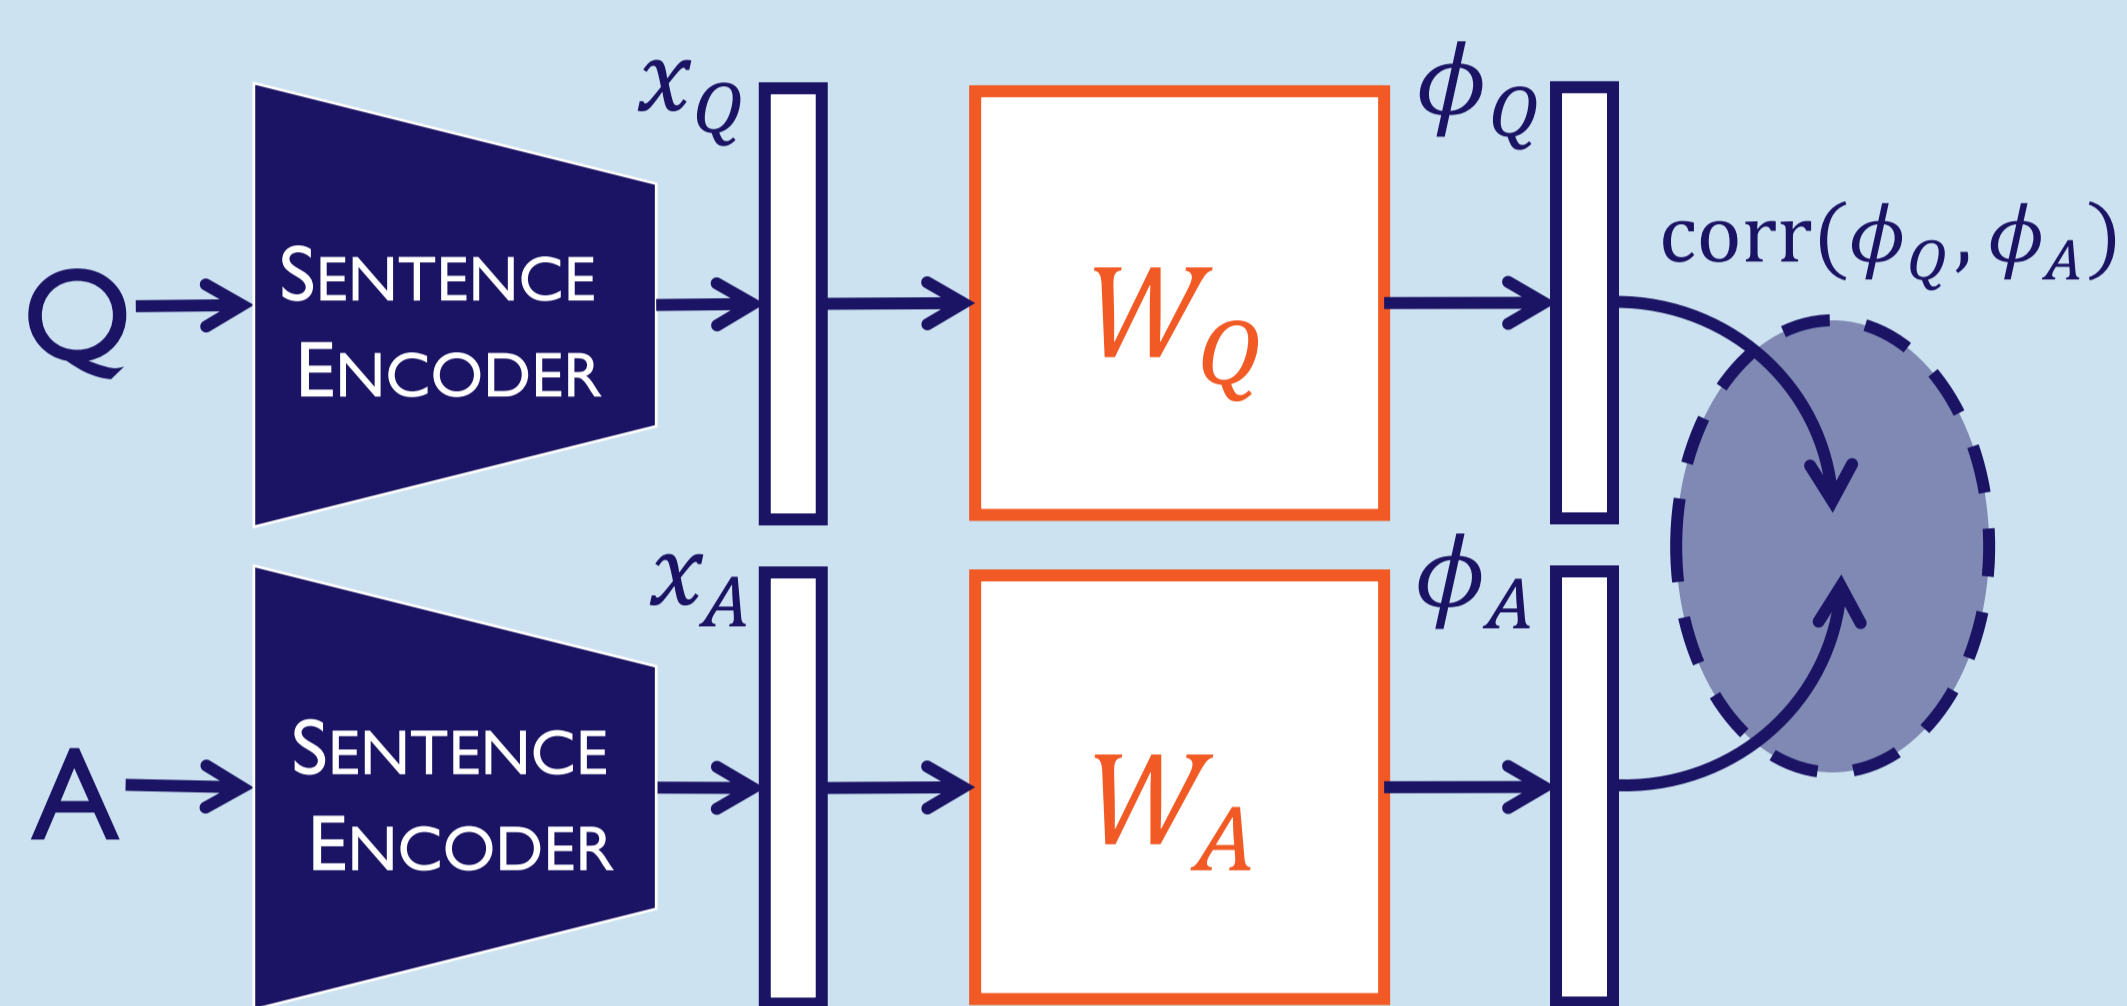 Q
SENTENCE
ENCODER
x_Q
W_Q
ϕ_Q
corr(ϕ_Q, ϕ_A)
A
SENTENCE
ENCODER
x_A
W_A
ϕ_A